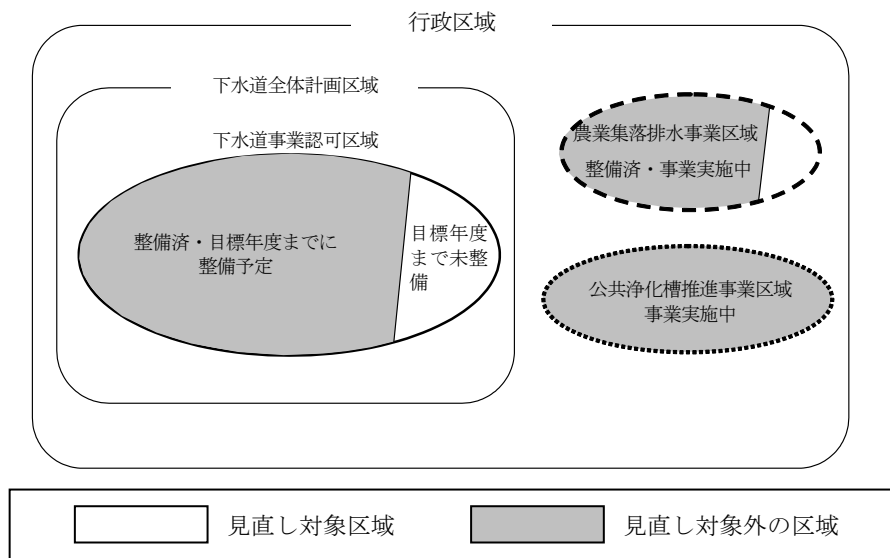 行政区域
下水道全体計画区域
下水道事業認可区域
整備済・目標年度までに
整備予定
目標年度
まで未整
備
農業集落排水事業区域
整備済・事業実施中
公共浄化槽推進事業区域
事業実施中
見直し対象区域
見直し対象外の区域